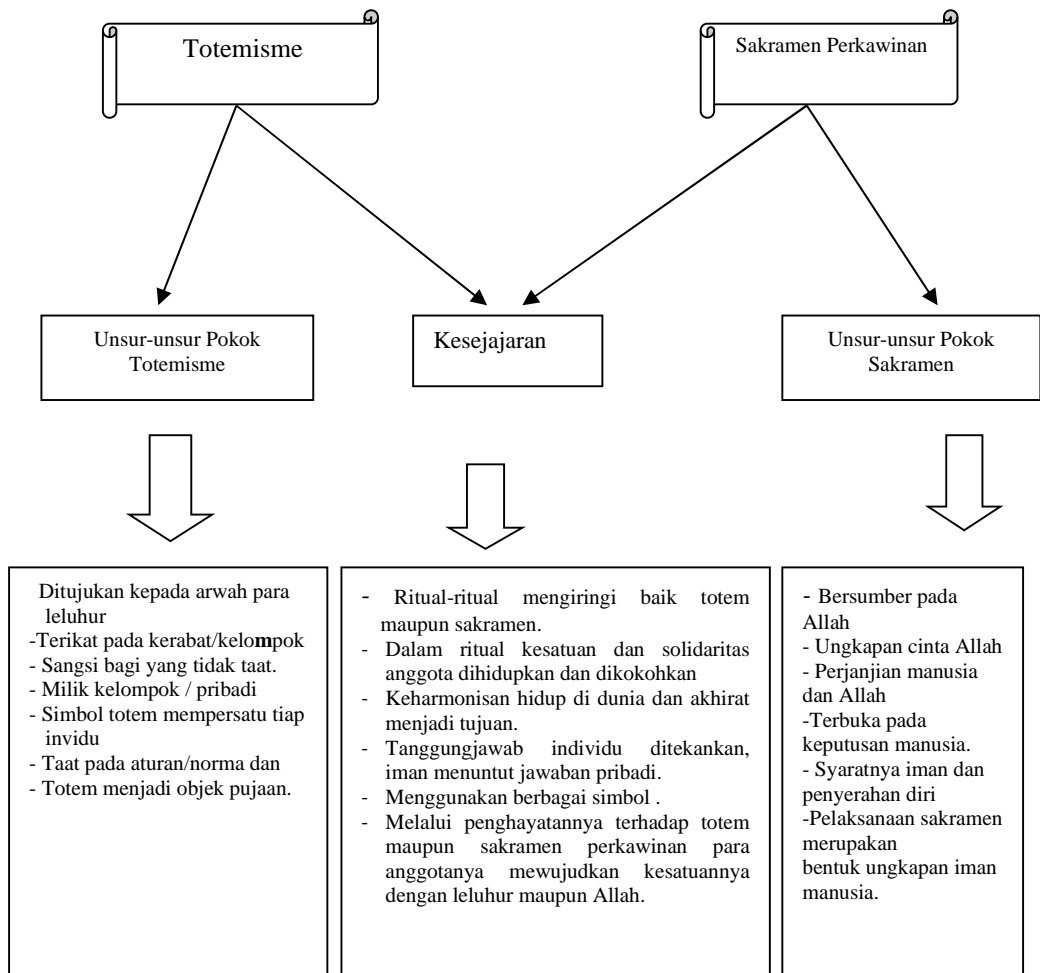 Totemisme
Sakramen Perkawinan
Unsur-unsur Pokok
Totemisme
Kesejajaran
Unsur-unsur Pokok
Sakramen
Ditujukan kepada arwah para
leluhur
-Terikat pada kerabat/kelompok
- Sangsi bagi yang tidak taat.
- Milik kelompok / pribadi
- Simbol totem mempersatu tiap
invidu
- Taat pada aturan/norma dan
- Totem menjadi objek pujaan.
- Ritual-ritual mengiringi baik totem
maupun sakramen.
- Dalam ritual kesatuan dan solidaritas
anggota dihidupkan dan dikokohkan
- Keharmonisan hidup di dunia dan akhirat
menjadi tujuan.
- Tanggungjawab individu ditekankan,
iman menuntut jawaban pribadi.
- Menggunakan berbagai simbol .
- Melalui penghayatannya terhadap totem
maupun sakramen perkawinan para
anggotanya mewujudkan kesatuannya
dengan leluhur maupun Allah.
- Bersumber pada
Allah
- Ungkapan cinta Allah
- Perjanjian manusia
dan Allah
-Terbuka pada
keputusan manusia.
- Syaratnya iman dan
penyerahan diri
-Pelaksanaan sakramen
merupakan
bentuk ungkapan iman
manusia.